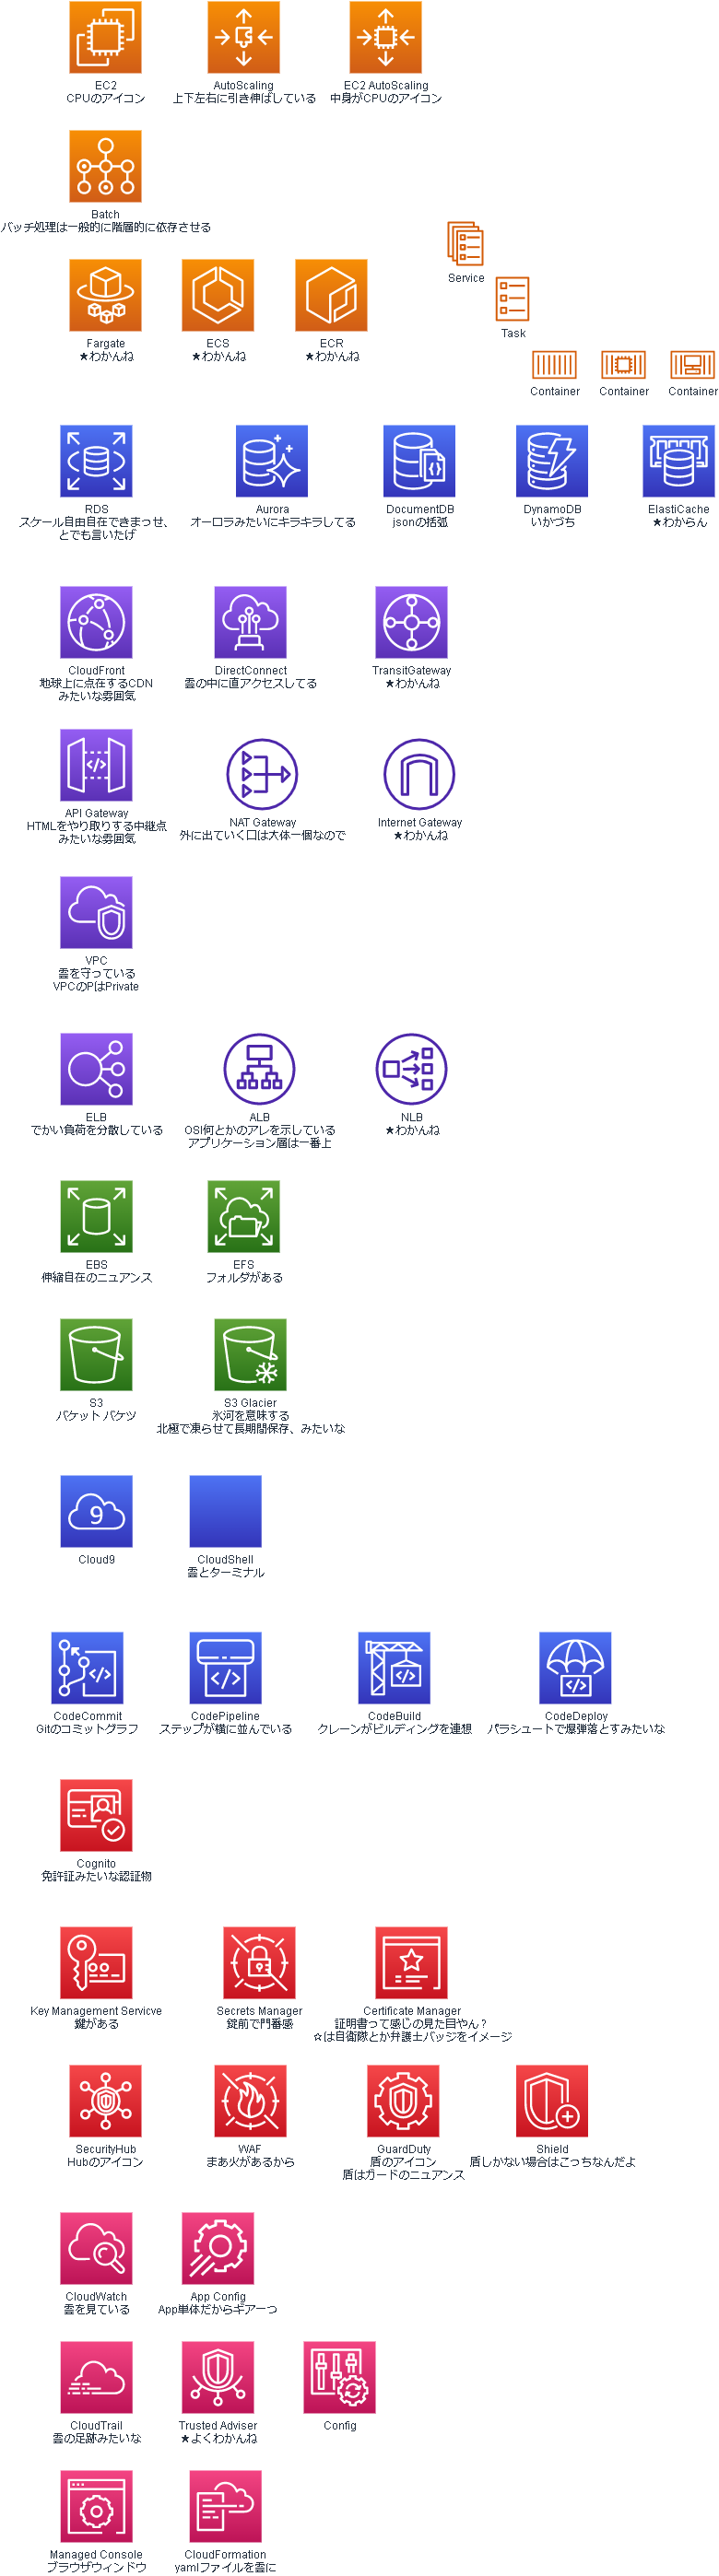 EC2
CPUのアイコン
AutoScaling
上下左右に引き伸ばしている
EC2 AutoScaling
中身がCPUのアイコン
Batch
バッチ処理は一般的に階層的に依存させる
Service
Task
Fargate
★わかんね
ECS
★わかんね
ECR
★わかんね
Container
Container
Container
RDS
スケール自由自在できまっせ、
とでも言いたげ
Aurora
オーロラみたいにキラキラしてる
DocumentDB
jsonの括弧
DynamoDB
いかづち
ElastiCache
★わからん
CloudFront
地球上に点在するCDN
みたいな雰囲気
DirectConnect
雲の中に直アクセスしてる
TransitGateway
★わかんね
API Gateway
HTMLをやり取りする中継点
みたいな雰囲気
NAT Gateway
外に出ていく口は大体一個なので
Internet Gateway
★わかんね
VPC
雲を守っている
VPCのPはPrivate
ELB
でかい負荷を分散している
ALB
OSI何とかのアレを示している
アプリケーション層は一番上
NLB
★わかんね
EBS
伸縮自在のニュアンス
EFS
フォルダがある
S3
バケット バケツ
S3 Glacier
氷河を意味する
北極で凍らせて長期間保存、みたいな
9
Cloud9
CloudShell
雲とターミナル
CodeCommit
Gitのコミットグラフ
CodePipeline
ステップが横に並んでいる
CodeBuild
クレーンがビルディングを連想
CodeDeploy
パラシュートで爆弾落とすみたいな
Cognito
免許証みたいな認証物
Key Management Servicve
鍵がある
Secrets Manager
錠前で門番感
Certificate Manager
証明書って感じの見た目やん？
☆は自衛隊とか弁護士バッジをイメージ
SecurityHub
Hubのアイコン
WAF
まあ火があるから
GuardDuty
盾のアイコン
盾はガードのニュアンス
Shield
盾しかない場合はこっちなんだよ
CloudWatch
雲を見ている
App Config
App単体だからギア一つ
CloudTrail
雲の足跡みたいな
Trusted Adviser
★よくわかんね
Config
Managed Console
ブラウザウィンドウ
CloudFormation
yamlファイルを雲に